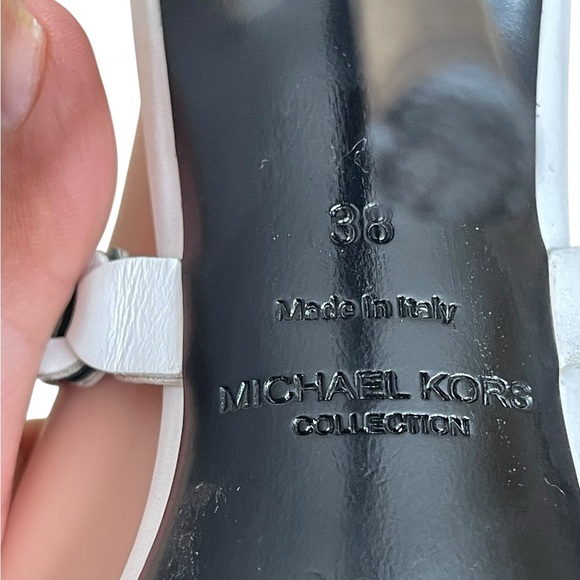 38
Made In Italy
MICHAEL KORS
COLLECTION